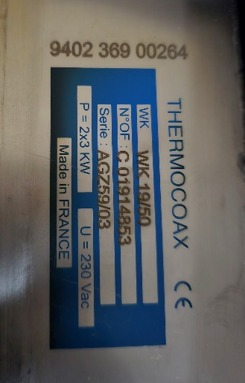 9402 369 00264
THERMOCOAX CE
WK WK 19/50
N°OF : C 01914853
Serie : AGZ59/03
P = 2x3 KW U = 230 Vac
Made in FRANCE